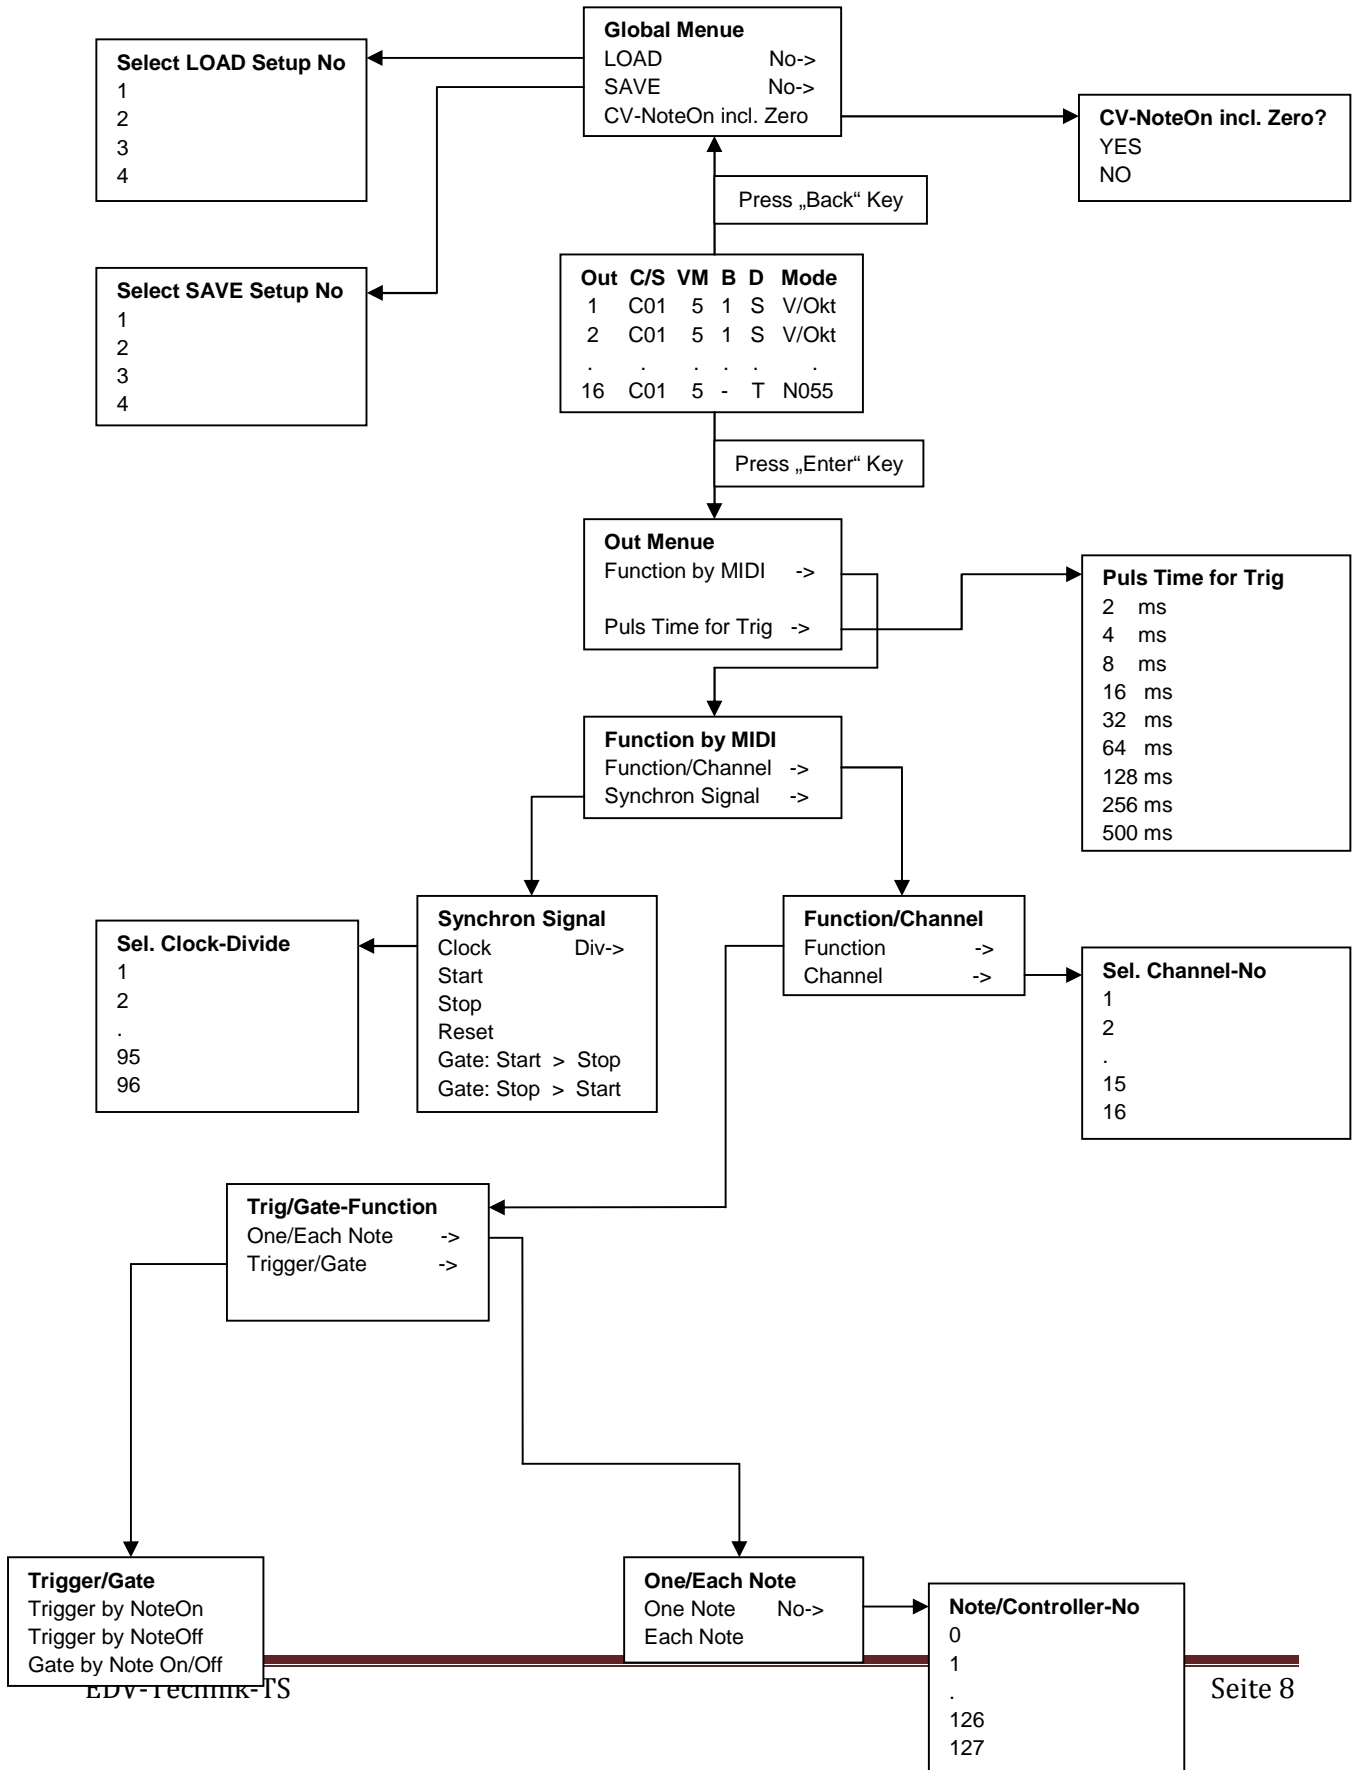 Global Menue
LOAD No->
SAVE No->
CV-NoteOn incl. Zero
Select LOAD Setup No
1
2
3
4
CV-NoteOn incl. Zero?
YES
NO
Press „Back“ Key
Select SAVE Setup No
1
2
3
4
Out C/S VM B D Mode
1 C01 5 1 S V/Okt
2 C01 5 1 S V/Okt
. . . . . .
16 C01 5 - T N055
Press „Enter“ Key
Out Menue
Function by MIDI ->
Puls Time for Trig ->
Puls Time for Trig
2 ms
4 ms
8 ms
16 ms
32 ms
64 ms
128 ms
256 ms
500 ms
Function by MIDI
Function/Channel ->
Synchron Signal ->
Sel. Clock-Divide
1
2
.
95
96
Synchron Signal
Clock Div->
Start
Stop
Reset
Gate: Start > Stop
Gate: Stop > Start
Function/Channel
Function ->
Channel ->
Sel. Channel-No
1
2
.
15
16
Trig/Gate-Function
One/Each Note ->
Trigger/Gate ->
Trigger/Gate
Trigger by NoteOn
Trigger by NoteOff
Gate by Note On/Off
One/Each Note
One Note No->
Each Note
Note/Controller-No
0
1
.
126
127
EDV-Technik-TS Seite 8